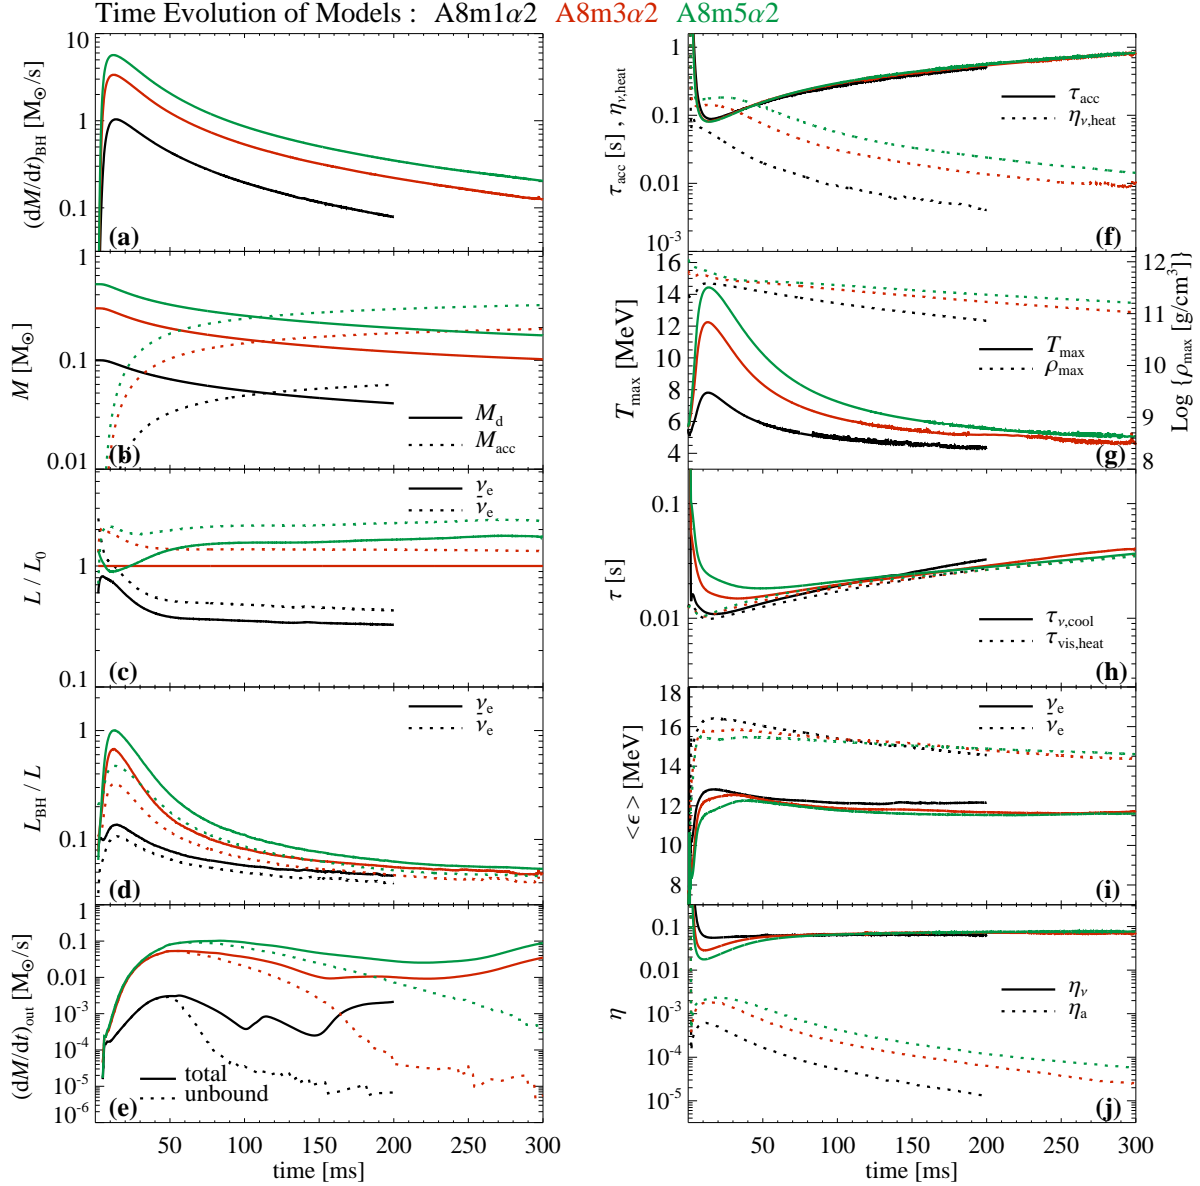 Time Evolution of Models : A8m1α2 A8m3α2 A8m5α2
(dM/dt)BH [M⊙/s]
10
1
0.1
(a)
M [M⊙]
1
0.1
0.01
Md
Macc
(b)
L / L0
1
0.1
νe
ν̄e
(c)
LBH / L
1
0.1
νe
ν̄e
(d)
(dM/dt)out [M⊙/s]
1
0.1
0.01
10-3
10-4
10-5
10-6
total
unbound
(e)
50 100 150 200 250 300
time [ms]
τacc [s] , ην,heat
1
0.1
0.01
10-3
τacc
ην,heat
(f)
Tmax [MeV]
16
14
12
10
8
6
4
Tmax
ρmax
(g)
12
11
10
9
8
Log {ρmax [g/cm3]}
τ [s]
0.1
0.01
τν,cool
τvis,heat
(h)
<ϵ> [MeV]
18
16
14
12
10
8
νe
ν̄e
(i)
η
0.1
0.01
10-3
10-4
10-5
ην
ηa
(j)
50 100 150 200 250 300
time [ms]